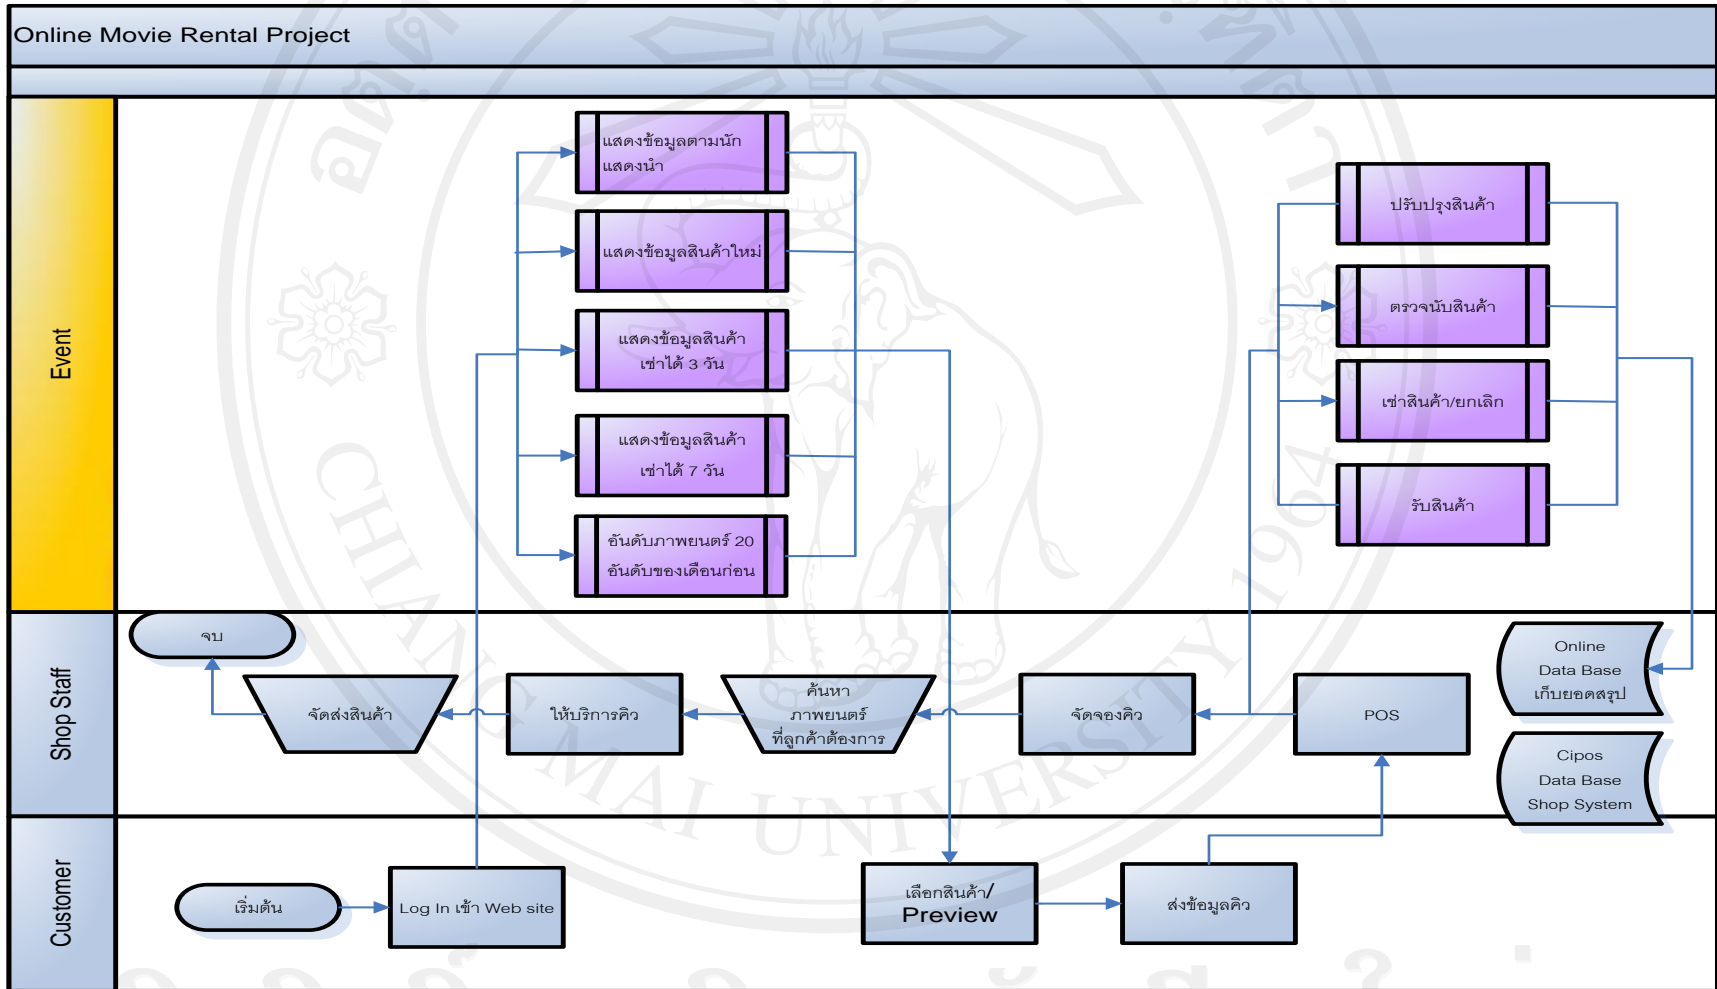 Online Movie Rental Project
Event
แสดงข้อมูลตามนัก
แสดงนำ
แสดงข้อมูลสินค้าใหม่
แสดงข้อมูลสินค้า
เช่าได้ 3 วัน
แสดงข้อมูลสินค้า
เช่าได้ 7 วัน
อันดับภาพยนตร์ 20
อันดับของเดือนก่อน
ปรับปรุงสินค้า
ตรวจนับสินค้า
เช่าสินค้า/ยกเลิก
รับสินค้า
Shop Staff
จบ
จัดส่งสินค้า
ให้บริการคิว
ค้นหา
ภาพยนตร์
ที่ลูกค้าต้องการ
จัดจองคิว
POS
Online
Data Base
เก็บยอดสรุป
Cipos
Data Base
Shop System
Customer
เริ่มต้น
Log In เข้า Web site
เลือกสินค้า/
Preview
ส่งข้อมูลคิว
CHIANG MAI UNIVERSITY 1964